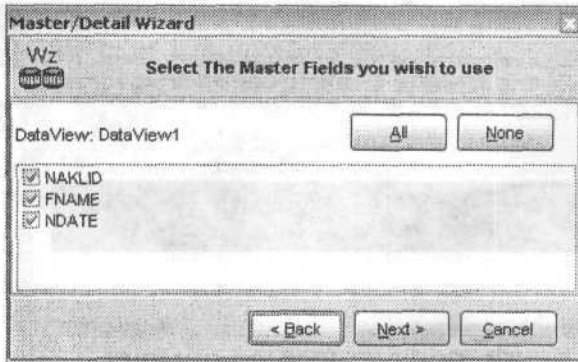 Master/Detail Wizard
Wz
Select The Master Fields you wish to use
DataView: DataView1
All
None
NAKLID
FNAME
NDATE
< Back
Next >
Cancel